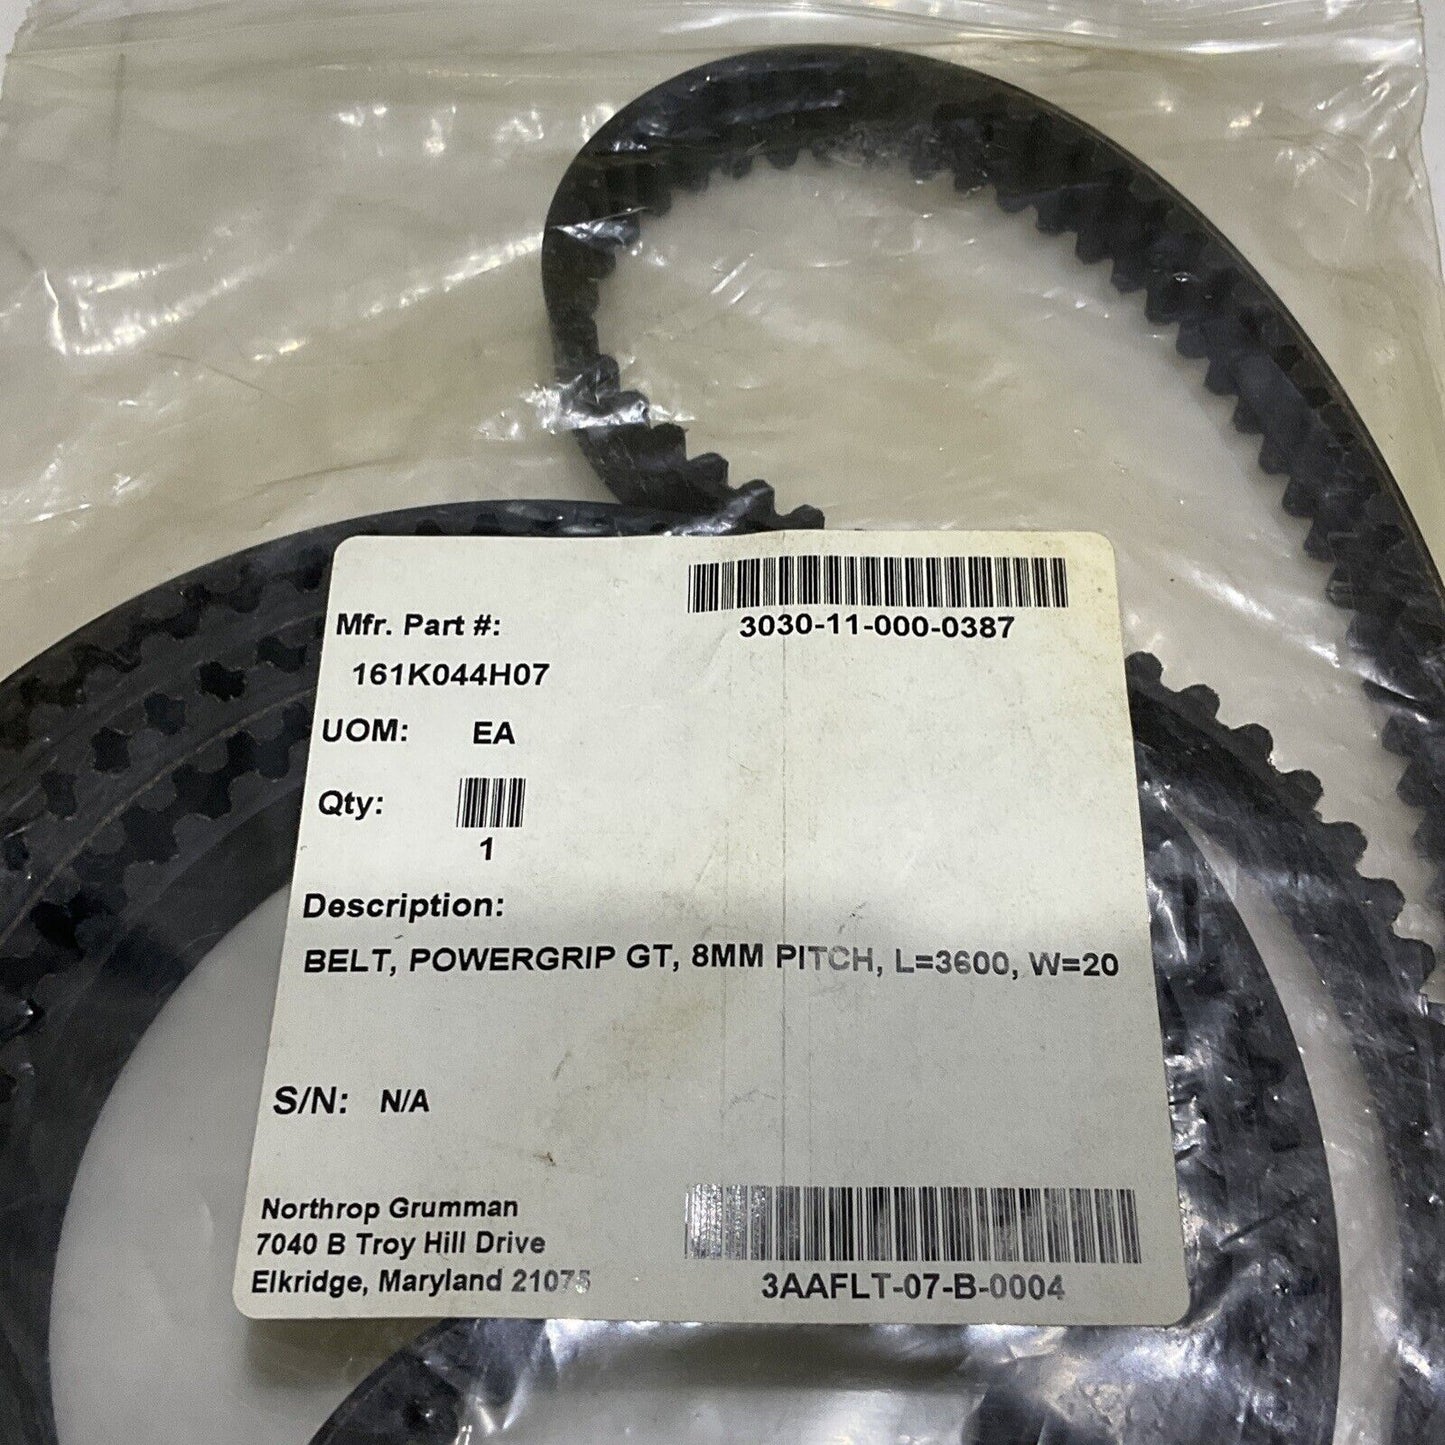 3030-11-000-0387
Mfr. Part #:
161K044H07
UOM: EA
Qty:
1
Description:
BELT, POWERGRIP GT, 8MM PITCH, L=3600, W=20
S/N: N/A
Northrop Grumman
7040 B Troy Hill Drive
Elkridge, Maryland 21075
3AAFLT-07-B-0004